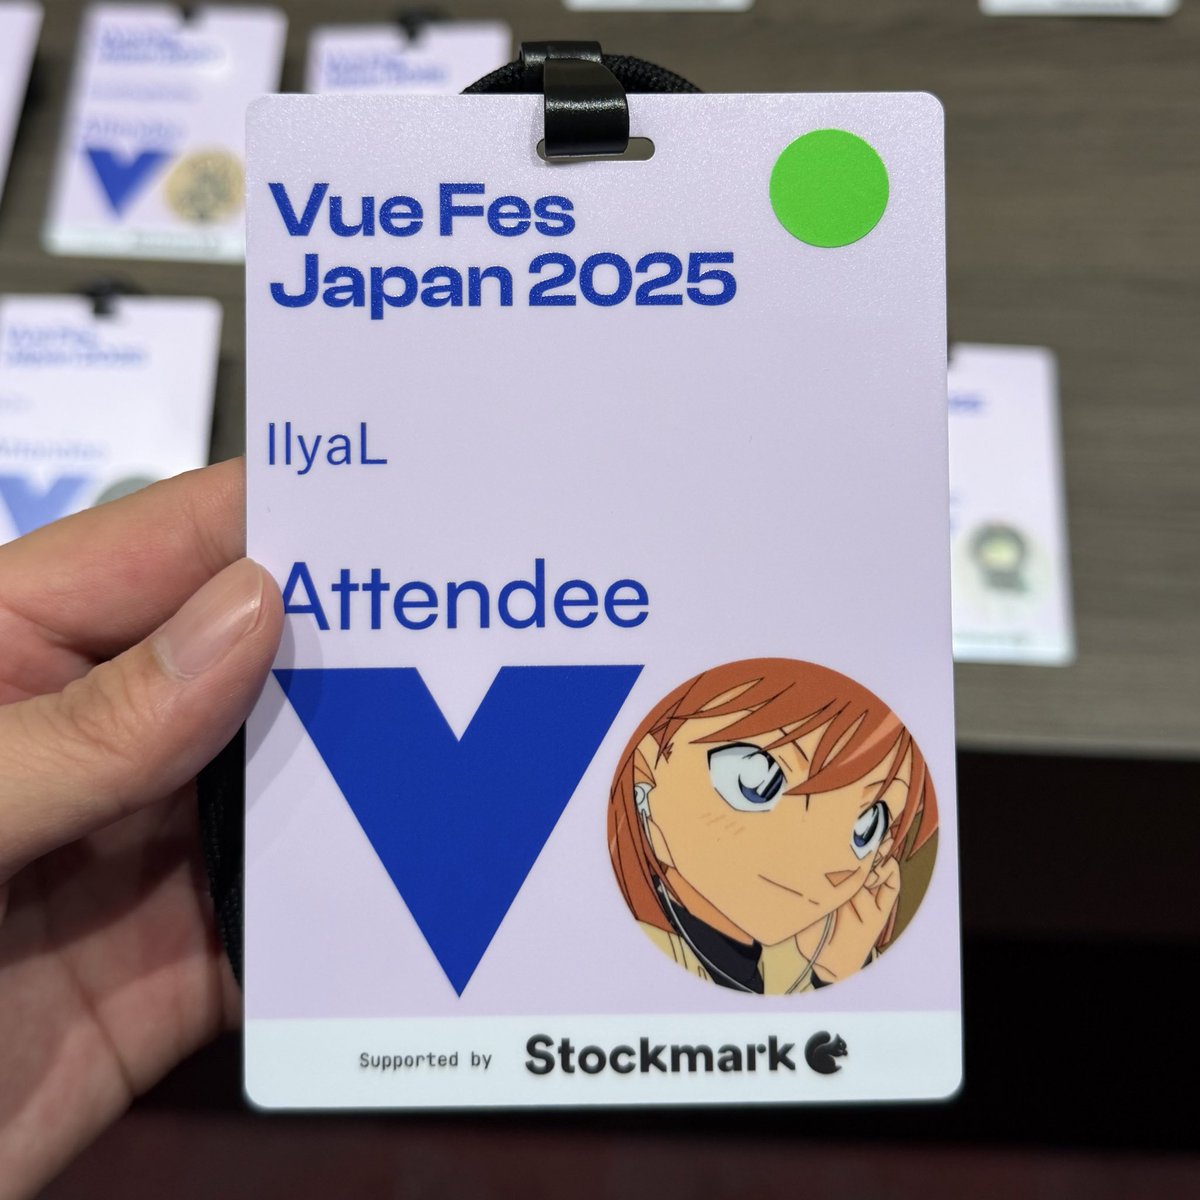 Vue Fes
Japan 2025
IlyaL
Attendee
Supported by Stockmark